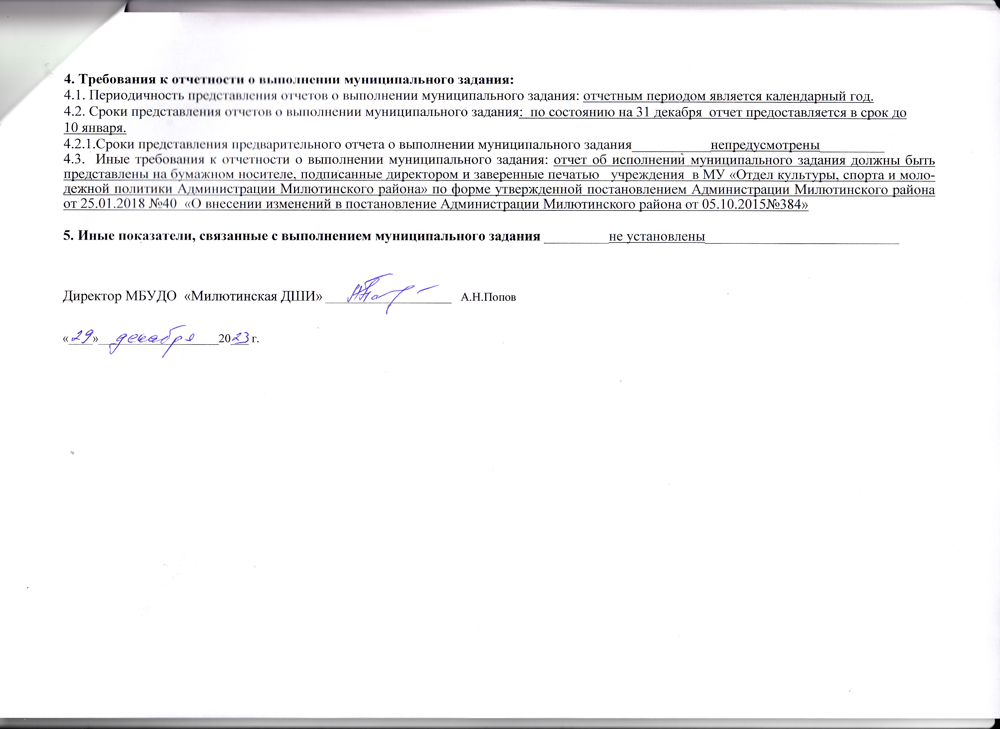 4. Требования к отчетности о выполнении муниципального задания:
4.1. Периодичность представления отчетов о выполнении муниципального задания: отчетным периодом является календарный год.
4.2. Сроки представления отчетов о выполнении муниципального задания:  по состоянию на 31 декабря  отчет предоставляется в срок до
10 января.
4.2.1.Сроки представления предварительного отчета о выполнении муниципального задания____________непредусмотрены__________
4.3.  Иные требования к отчетности о выполнении муниципального задания: отчет об исполнении муниципального задания должны быть
представлены на бумажном носителе, подписанные директором и заверенные печатью   учреждения  в МУ «Отдел культуры, спорта и моло-
дежной политики Администрации Милютинского района» по форме утвержденной постановлением Администрации Милютинского района
от 25.01.2018 №40  «О внесении изменений в постановление Администрации Милютинского района от 05.10.2015№384»
5. Иные показатели, связанные с выполнением муниципального задания __________не установлены______________________________
Директор МБУДО  «Милютинская ДШИ» ____________________ А.Н.Попов
«29» декабря 2023 г.